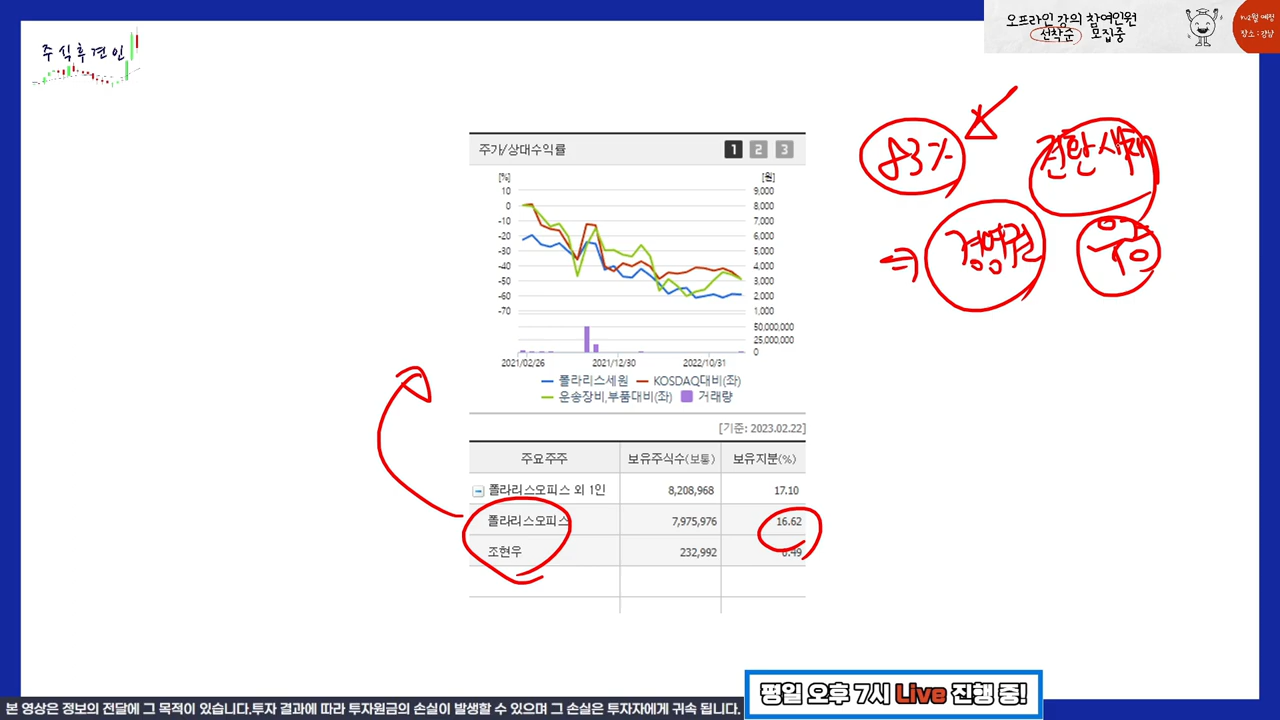 오프라인 강의 참여인원
선착순 모집중
n2월 예정
장소 : 강남
주식후견인
주가/상대수익률 1 2 3
[%] [원]
10 9,000
0 8,000
-10 7,000
-20 6,000
-30 5,000
-40 4,000
-50 3,000
-60 2,000
-70 1,000
50,000,000
25,000,000
0
2021/02/26 2021/12/30 2022/10/31
폴라리스세원 KOSDAQ대비(좌)
운송장비,부품대비(좌) 거래량
[기준: 2023.02.22]
주요주주 보유주식수(보통) 보유지분(%)
폴라리스오피스 외 1인 8,208,968 17.10
폴라리스오피스 7,975,976 16.62
조현우 232,992 0.49
83%
전환사채
⇒ 경영권
유증
본 영상은 정보의 전달에 그 목적이 있습니다.투자 결과에 따라 투자원금의 손실이 발생할 수 있으며 그 손실은 투자자에게 귀속 됩니다.
평일 오후 7시 Live 진행 중!